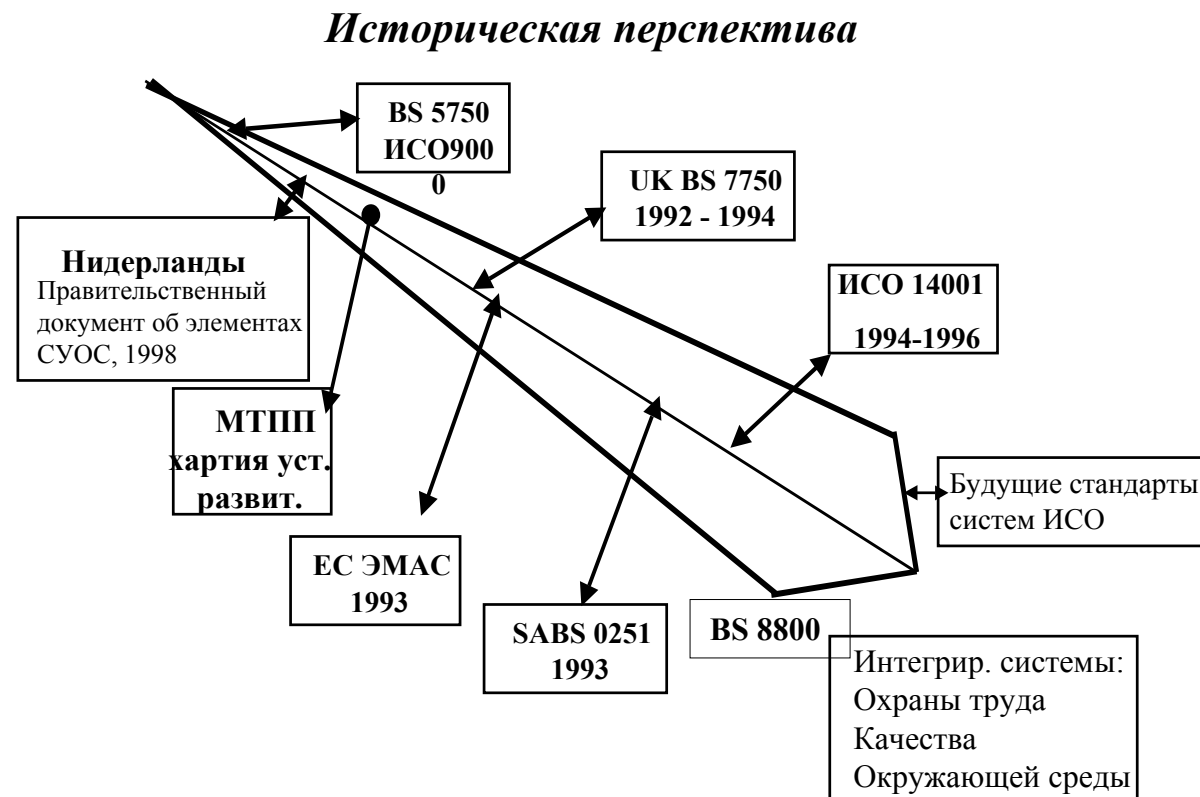 Историческая перспектива
BS 5750
ИСО900
0
UK BS 7750
1992 - 1994
Нидерланды
Правительственный
документ об элементах
СУОС, 1998
ИСО 14001
1994-1996
МТПП
хартия уст.
развит.
Будущие стандарты
систем ИСО
ЕС ЭМАС
1993
SABS 0251
1993
BS 8800
Интегрир. системы:
Охраны труда
Качества
Окружающей среды